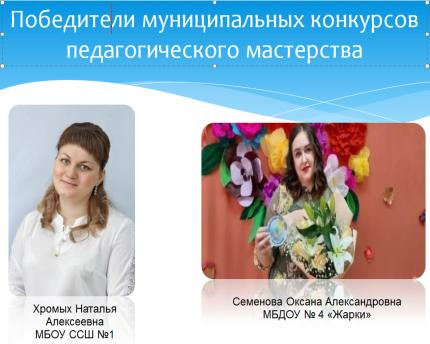 Победители муниципальных конкурсов
педагогического мастерства
Хромых Наталья
Алексеевна
МБОУ ССШ №1
Семенова Оксана Александровна
МБДОУ № 4 «Жарки»